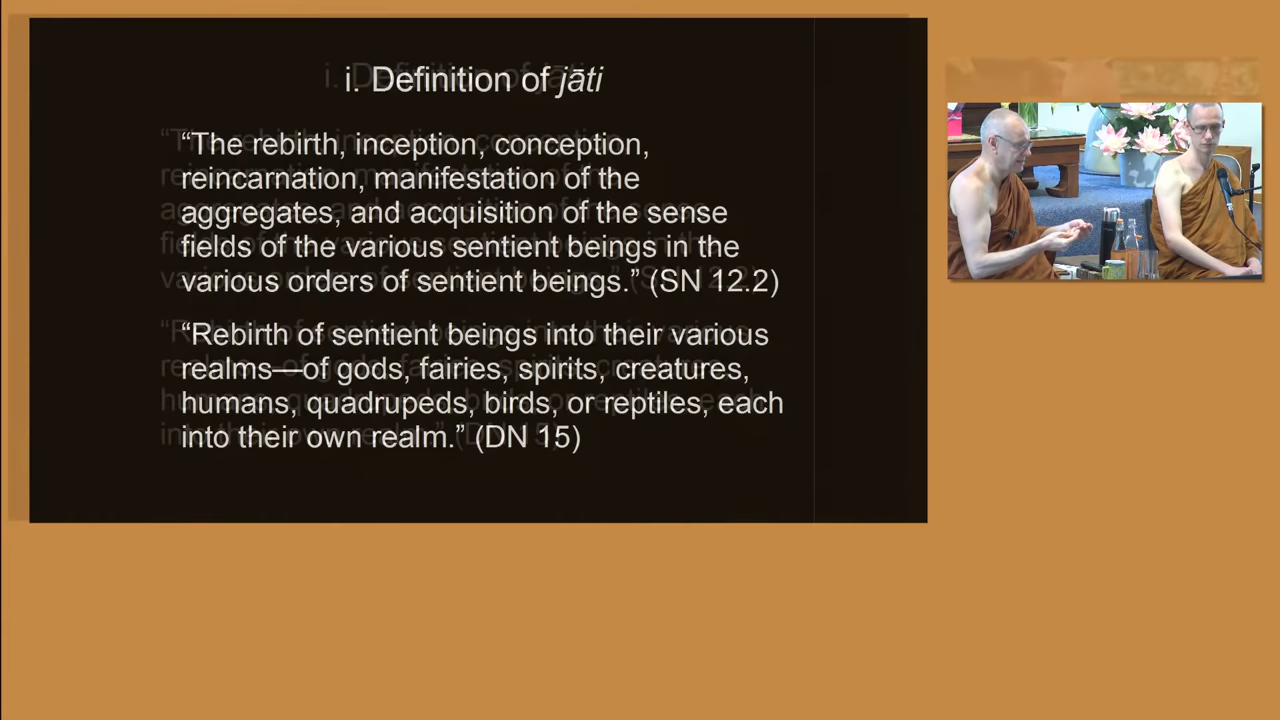 i. Definition of jāti
“The rebirth, inception, conception,
reincarnation, manifestation of the
aggregates, and acquisition of the sense
fields of the various sentient beings in the
various orders of sentient beings.” (SN 12.2)
“Rebirth of sentient beings into their various
realms—of gods, fairies, spirits, creatures,
humans, quadrupeds, birds, or reptiles, each
into their own realm.” (DN 15)